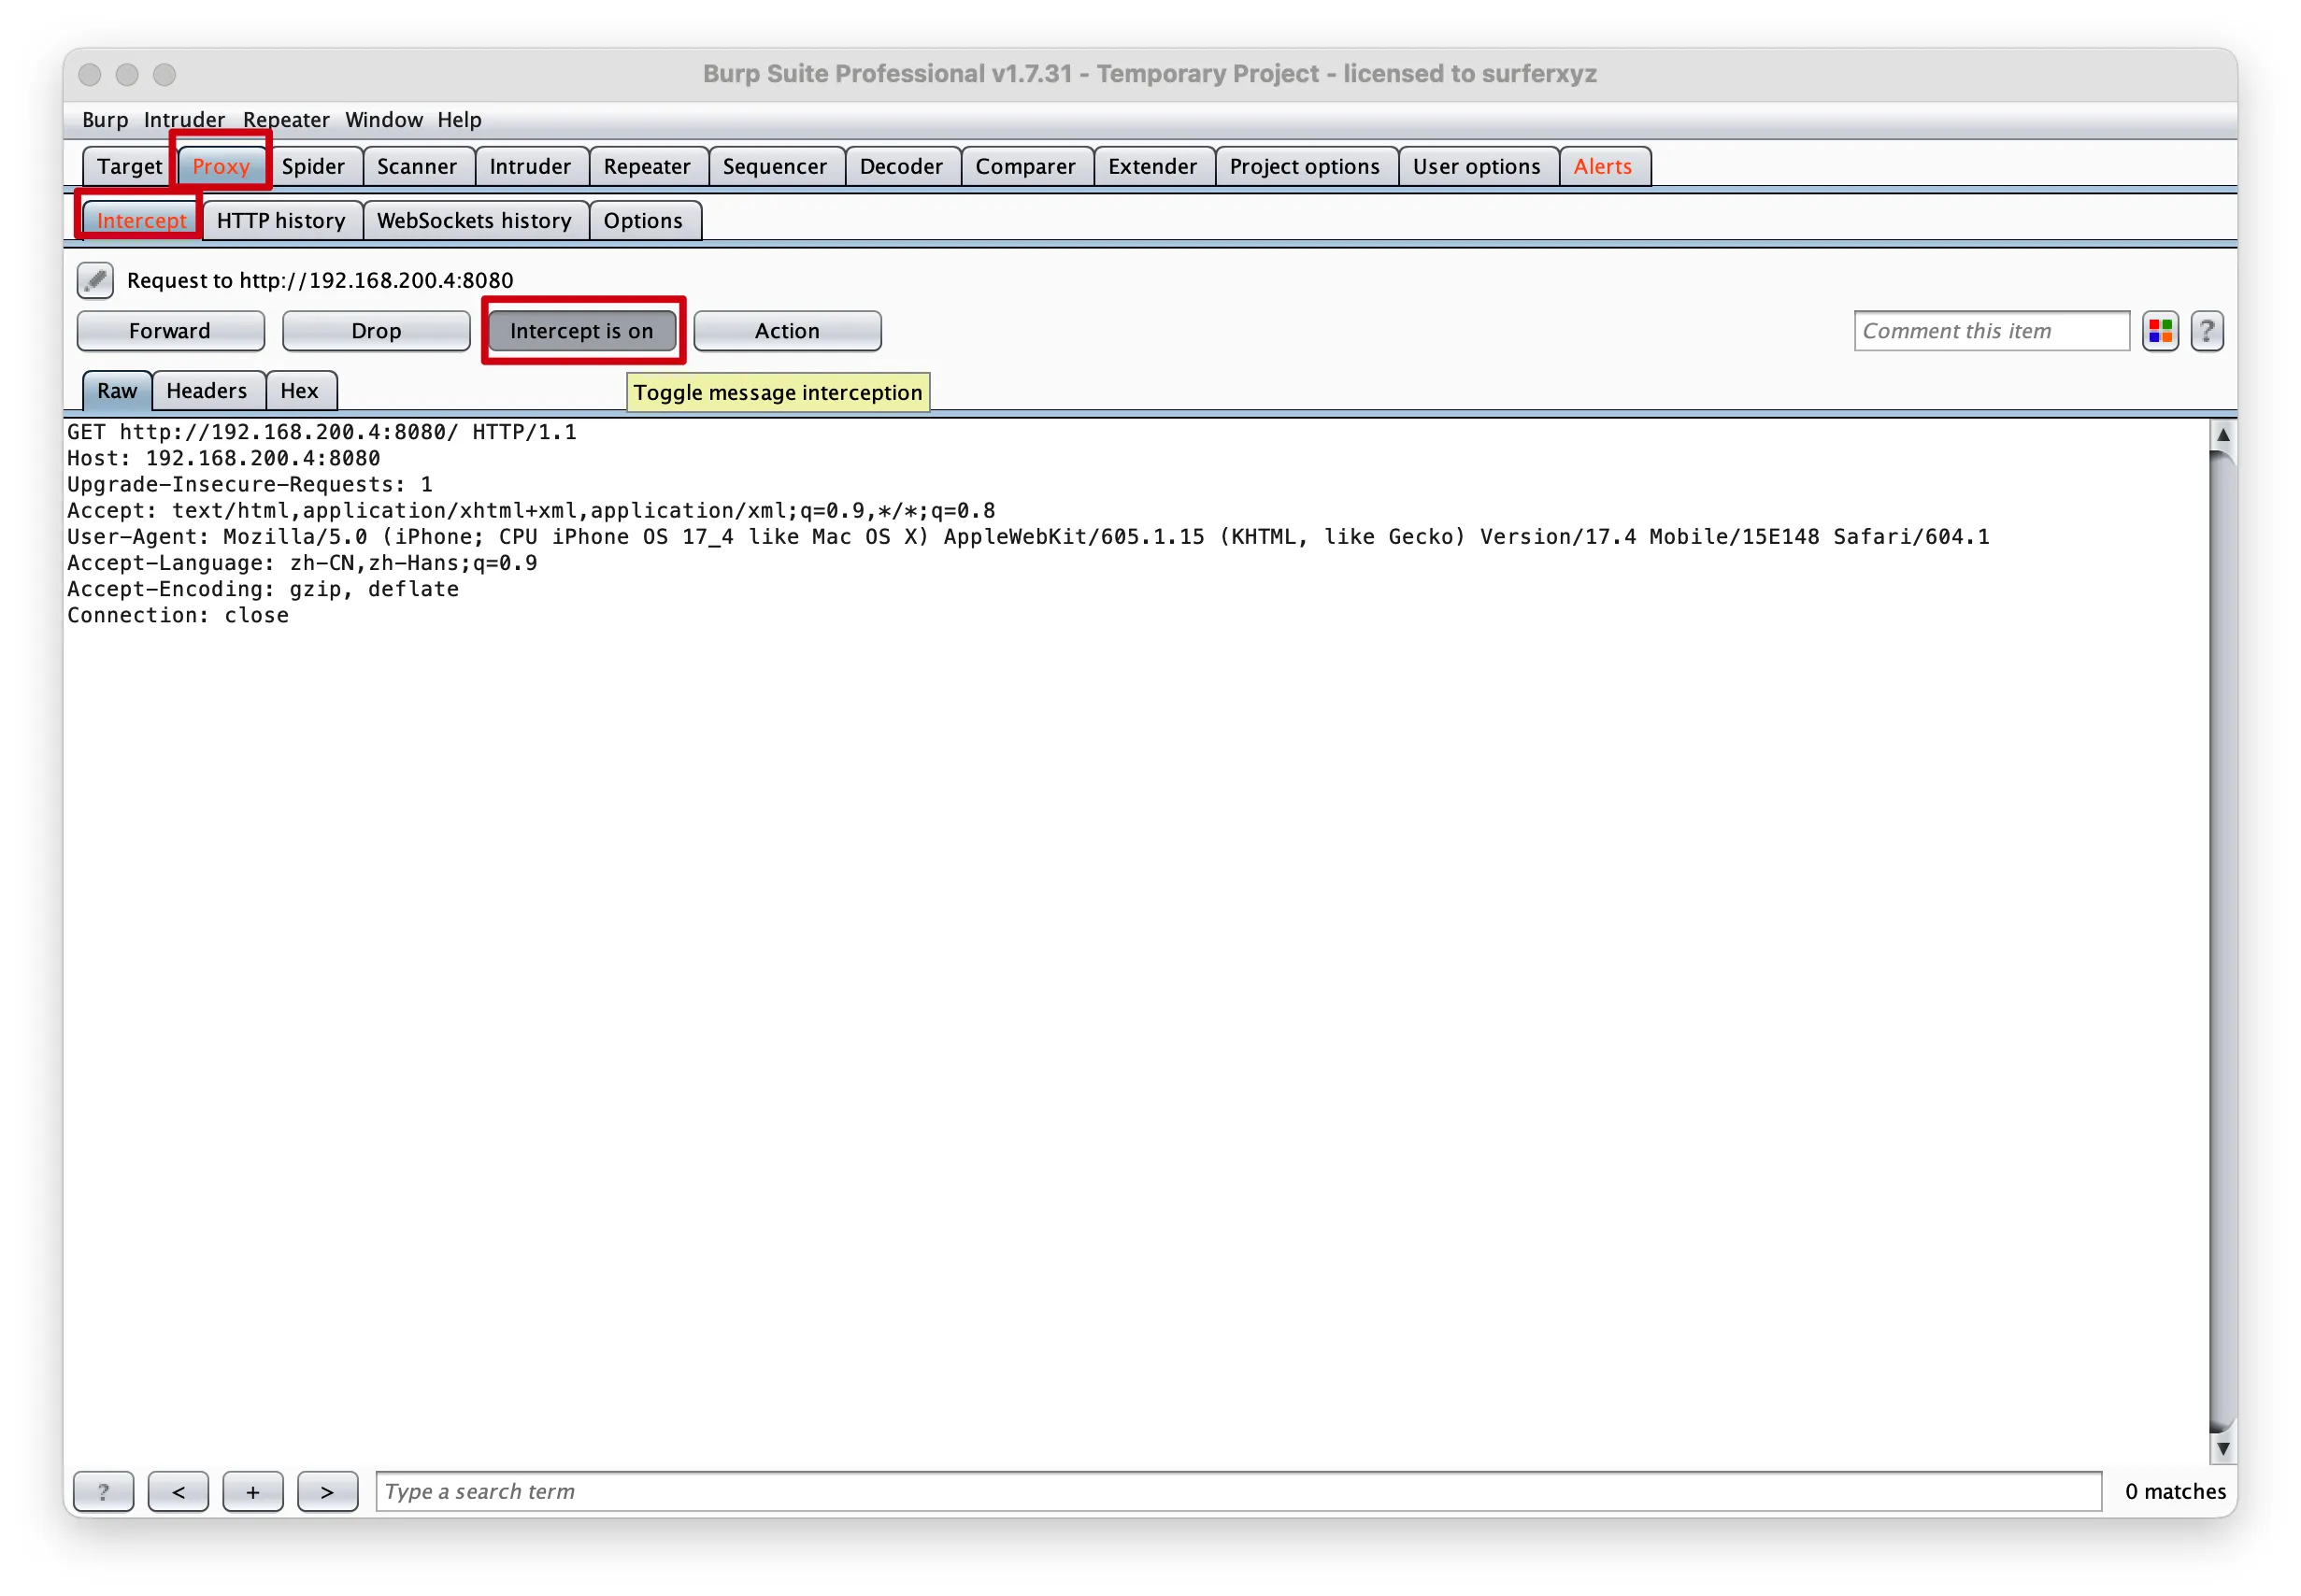 Burp Suite Professional v1.7.31 - Temporary Project - licensed to surferxyz
Burp Intruder Repeater Window Help
Target Proxy Spider Scanner Intruder Repeater Sequencer Decoder Comparer Extender Project options User options Alerts
Intercept HTTP history WebSockets history Options
Request to http://192.168.200.4:8080
Forward Drop Intercept is on Action Comment this item ?
Raw Headers Hex
Toggle message interception
GET http://192.168.200.4:8080/ HTTP/1.1
Host: 192.168.200.4:8080
Upgrade-Insecure-Requests: 1
Accept: text/html,application/xhtml+xml,application/xml;q=0.9,*/*;q=0.8
User-Agent: Mozilla/5.0 (iPhone; CPU iPhone OS 17_4 like Mac OS X) AppleWebKit/605.1.15 (KHTML, like Gecko) Version/17.4 Mobile/15E148 Safari/604.1
Accept-Language: zh-CN,zh-Hans;q=0.9
Accept-Encoding: gzip, deflate
Connection: close
? < + > Type a search term 0 matches